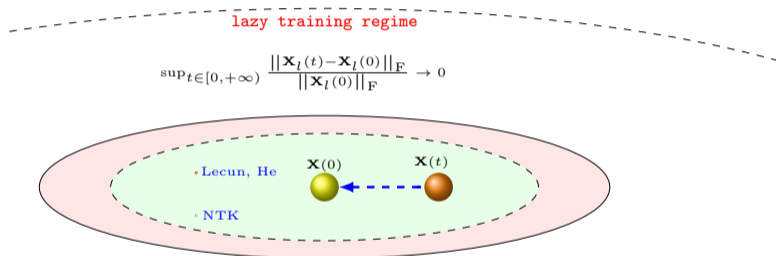 lazy training regime
sup_{t∈[0,+∞)} ||𝐗_l(t)−𝐗_l(0)||_F / ||𝐗_l(0)||_F → 0
𝐗(0) 𝐗(t)
Lecun, He
NTK